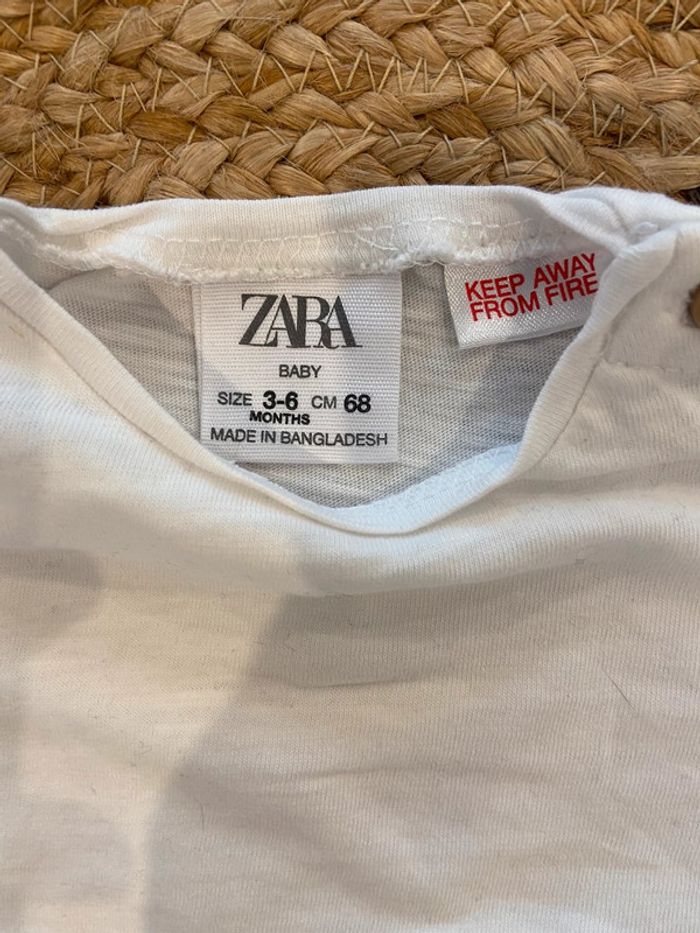 ZARA
BABY
SIZE 3-6 CM 68
MONTHS
MADE IN BANGLADESH
KEEP AWAY
FROM FIRE